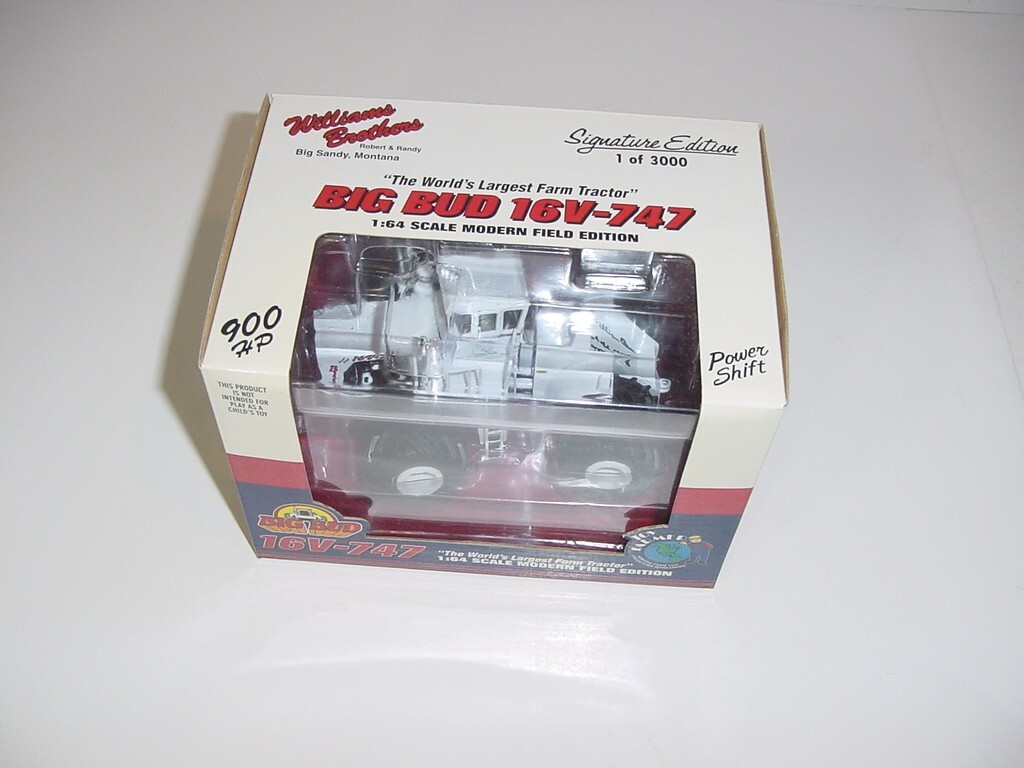 Williams
Brothers
Robert & Randy
Big Sandy, Montana
Signature Edition
1 of 3000
"The World's Largest Farm Tractor"
BIG BUD 16V-747
1:64 SCALE MODERN FIELD EDITION
900
HP
Power
Shift
THIS PRODUCT
IS NOT
INTENDED FOR
PLAY AS A
CHILD'S TOY
BIG BUD
16V-747
"The World's Largest Farm Tractor"
1:64 SCALE MODERN FIELD EDITION